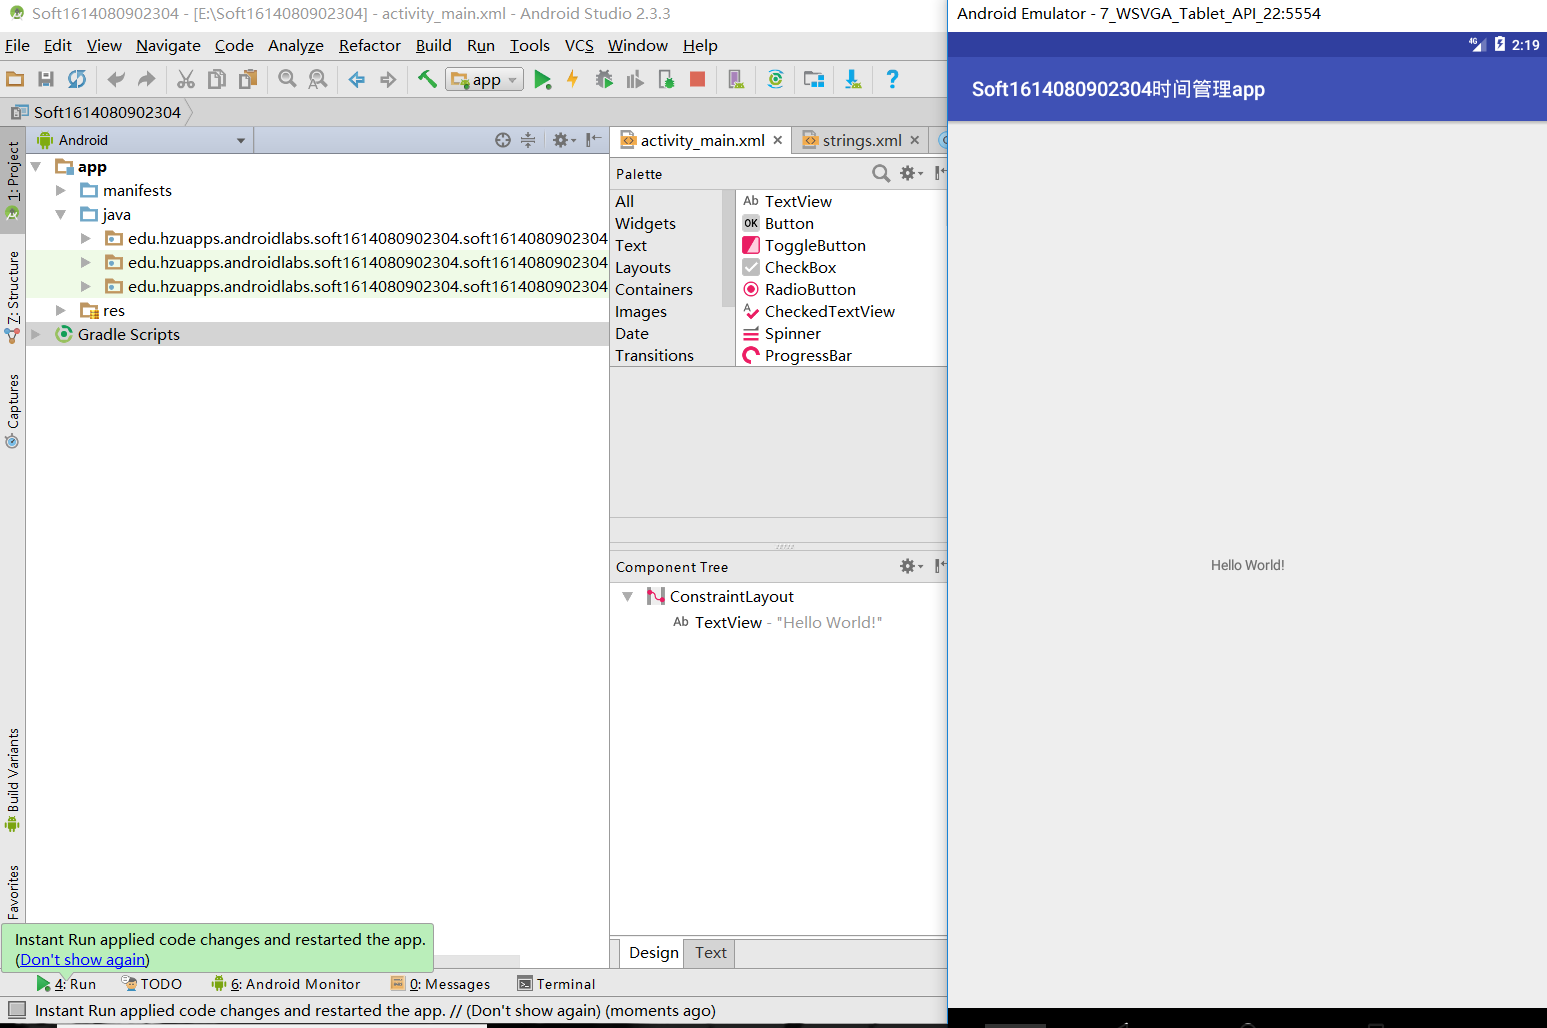 Soft1614080902304 - [E:\Soft1614080902304] - activity_main.xml - Android Studio 2.3.3
File Edit View Navigate Code Analyze Refactor Build Run Tools VCS Window Help
app
Soft1614080902304
1: Project
Z: Structure
Captures
Build Variants
Favorites
Android
app
manifests
java
edu.hzuapps.androidlabs.soft1614080902304.soft1614080902304
edu.hzuapps.androidlabs.soft1614080902304.soft1614080902304
edu.hzuapps.androidlabs.soft1614080902304.soft1614080902304
res
Gradle Scripts
activity_main.xml
strings.xml
Palette
All
Widgets
Text
Layouts
Containers
Images
Date
Transitions
Ab TextView
OK Button
ToggleButton
CheckBox
RadioButton
CheckedTextView
Spinner
ProgressBar
Component Tree
ConstraintLayout
Ab TextView - "Hello World!"
Design Text
Instant Run applied code changes and restarted the app.
(Don't show again)
4: Run TODO 6: Android Monitor 0: Messages Terminal
Instant Run applied code changes and restarted the app. // (Don't show again) (moments ago)
Android Emulator - 7_WSVGA_Tablet_API_22:5554
4G 2:19
Soft1614080902304时间管理app
Hello World!